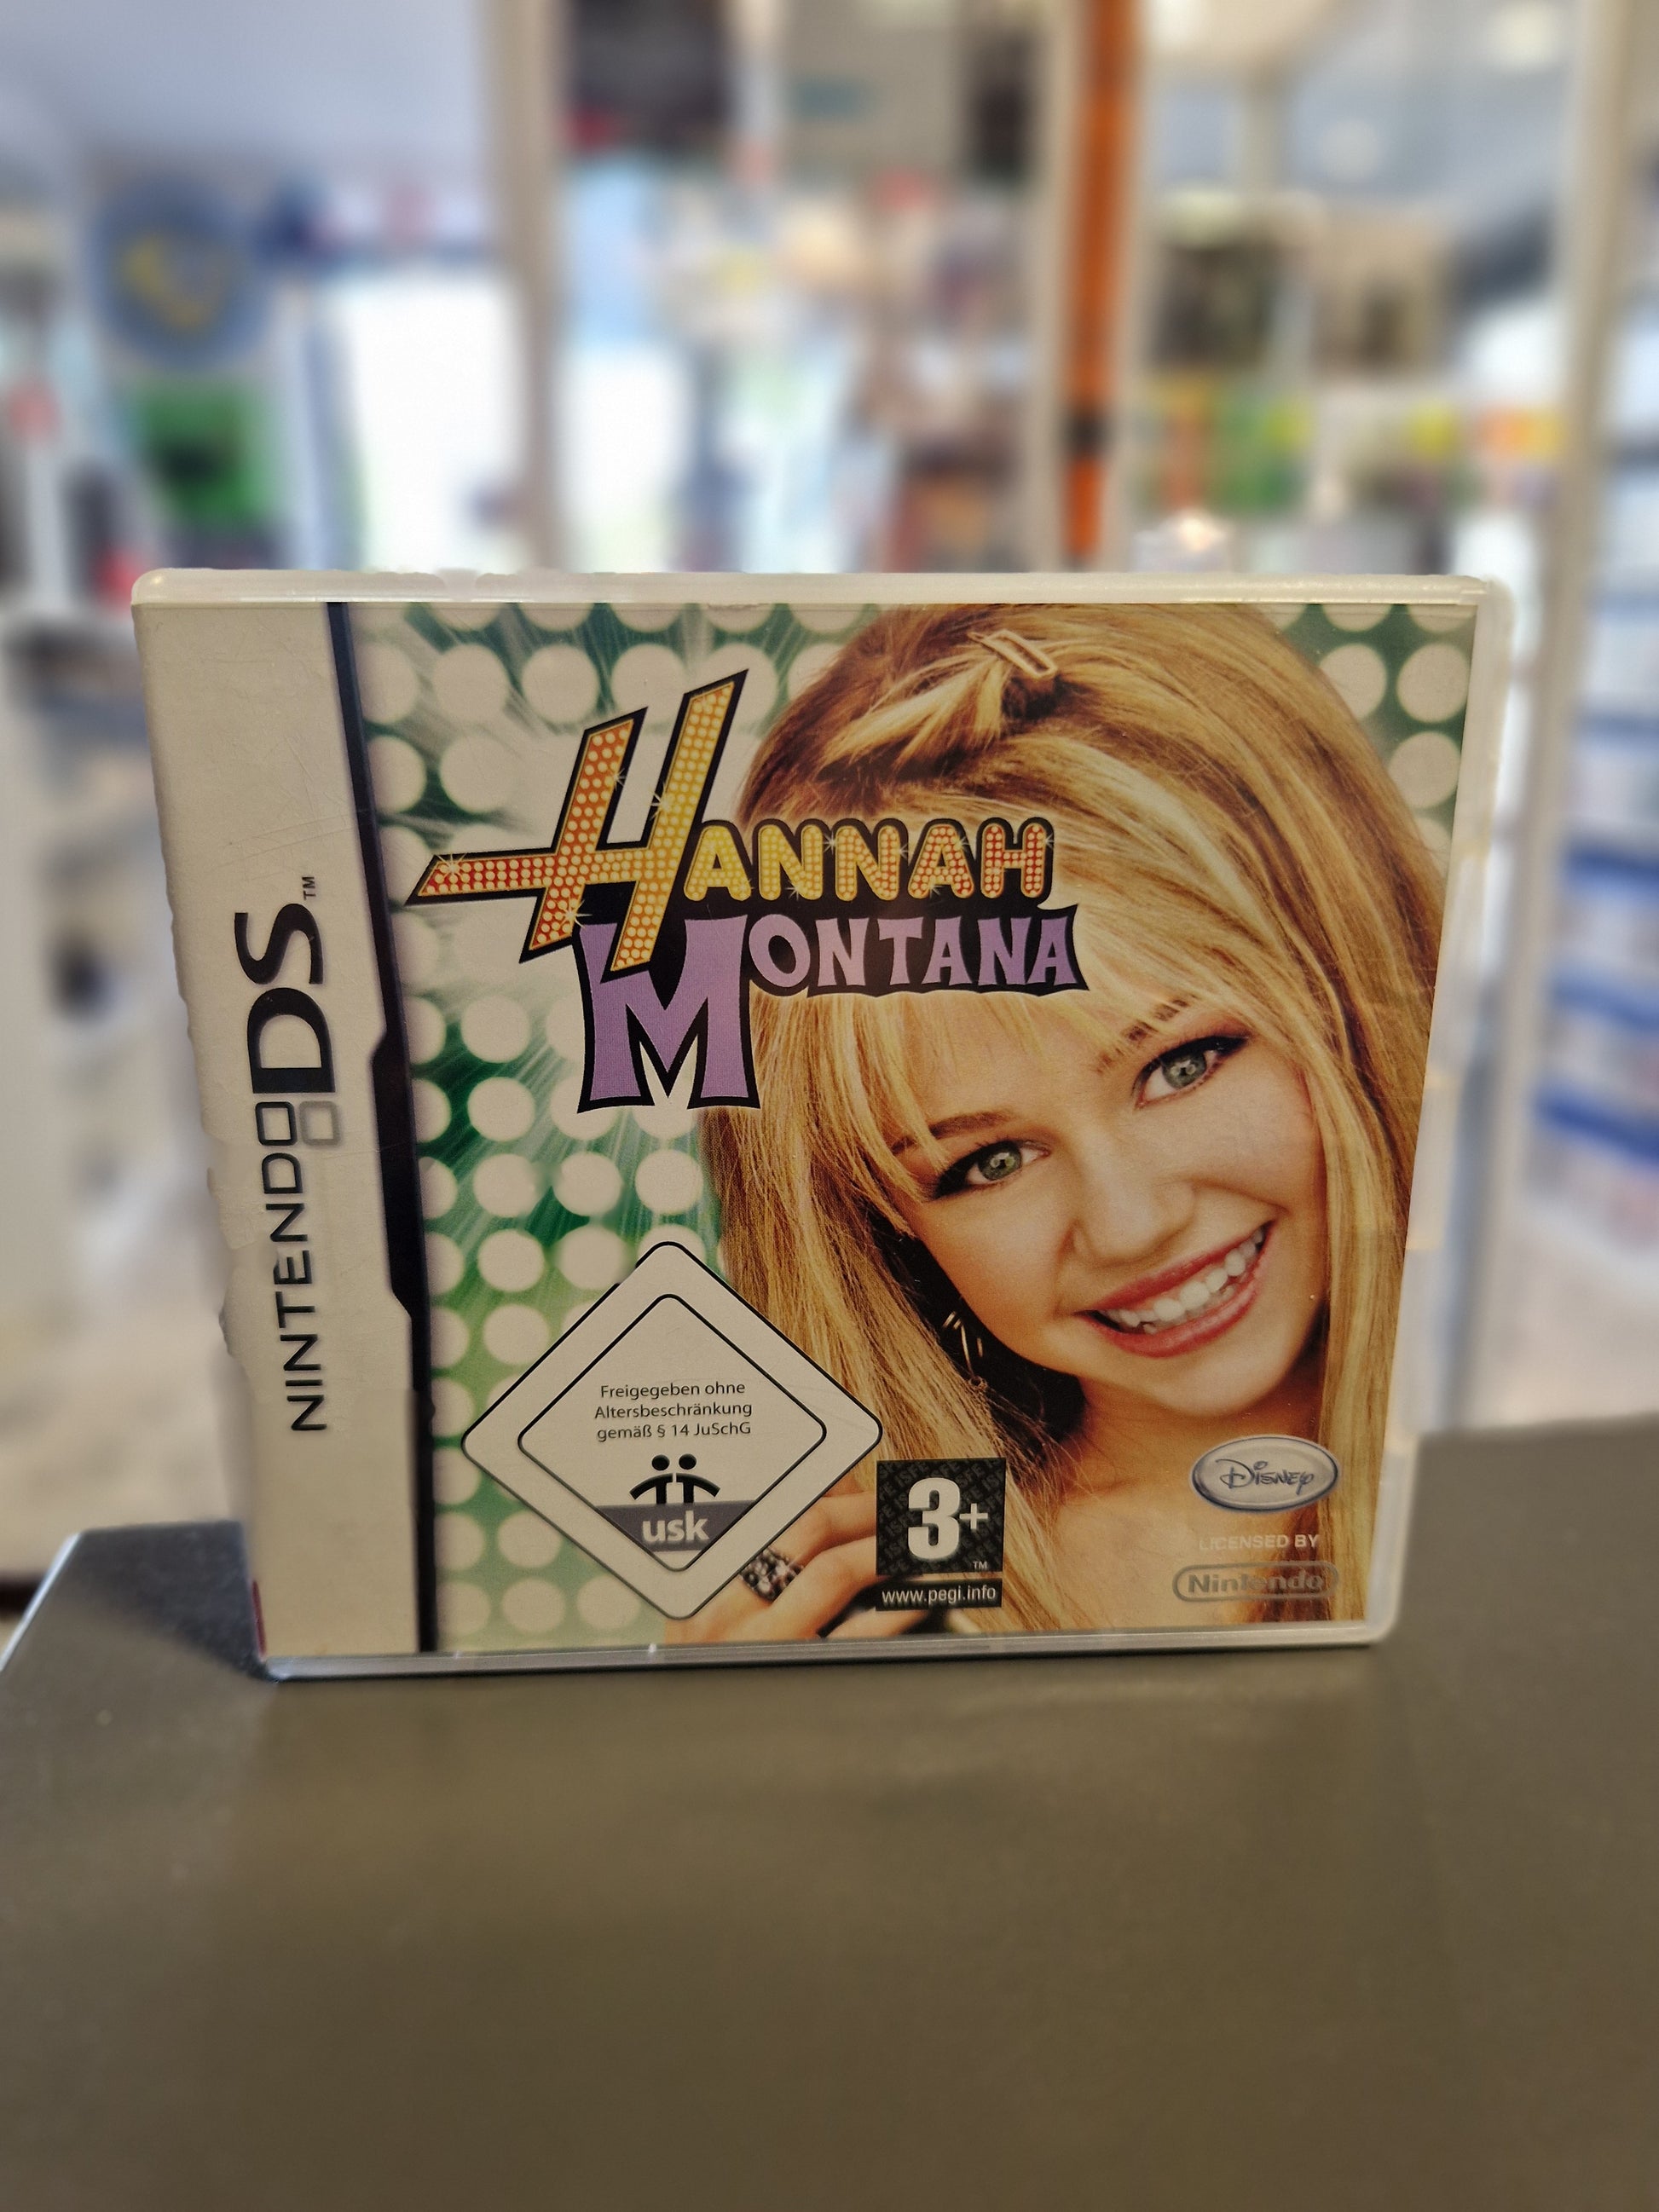 NINTENDO DS™
HANNAH
MONTANA
Freigegeben ohne
Altersbeschränkung
gemäß § 14 JuSchG
usk
3+
™
www.pegi.info
Disney
LICENSED BY
Nintendo